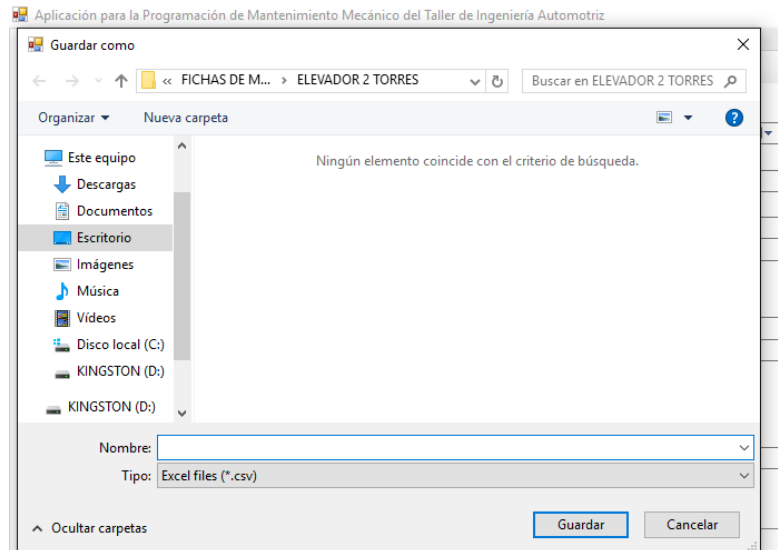 Aplicación para la Programación de Mantenimiento Mecánico del Taller de Ingeniería Automotriz
Guardar como
« FICHAS DE M... > ELEVADOR 2 TORRES
Buscar en ELEVADOR 2 TORRES
Organizar
Nueva carpeta
Este equipo
Descargas
Documentos
Escritorio
Imágenes
Música
Vídeos
Disco local (C:)
KINGSTON (D:)
KINGSTON (D:)
Ningún elemento coincide con el criterio de búsqueda.
Nombre:
Tipo: Excel files (*.csv)
Ocultar carpetas
Guardar
Cancelar